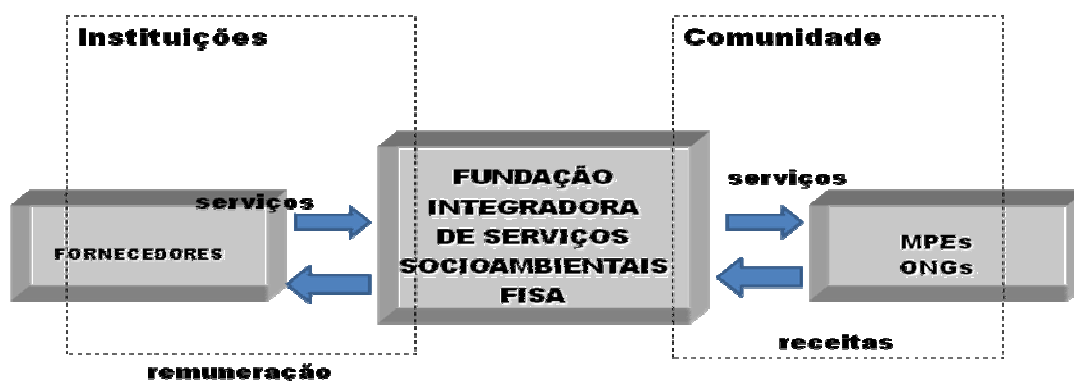 Instituições
Comunidade
serviços
FORNECEDORES
FUNDAÇÃO
INTEGRADORA
DE SERVIÇOS
SOCIOAMBIENTAIS
FISA
serviços
MPEs
ONGs
remuneração
receitas